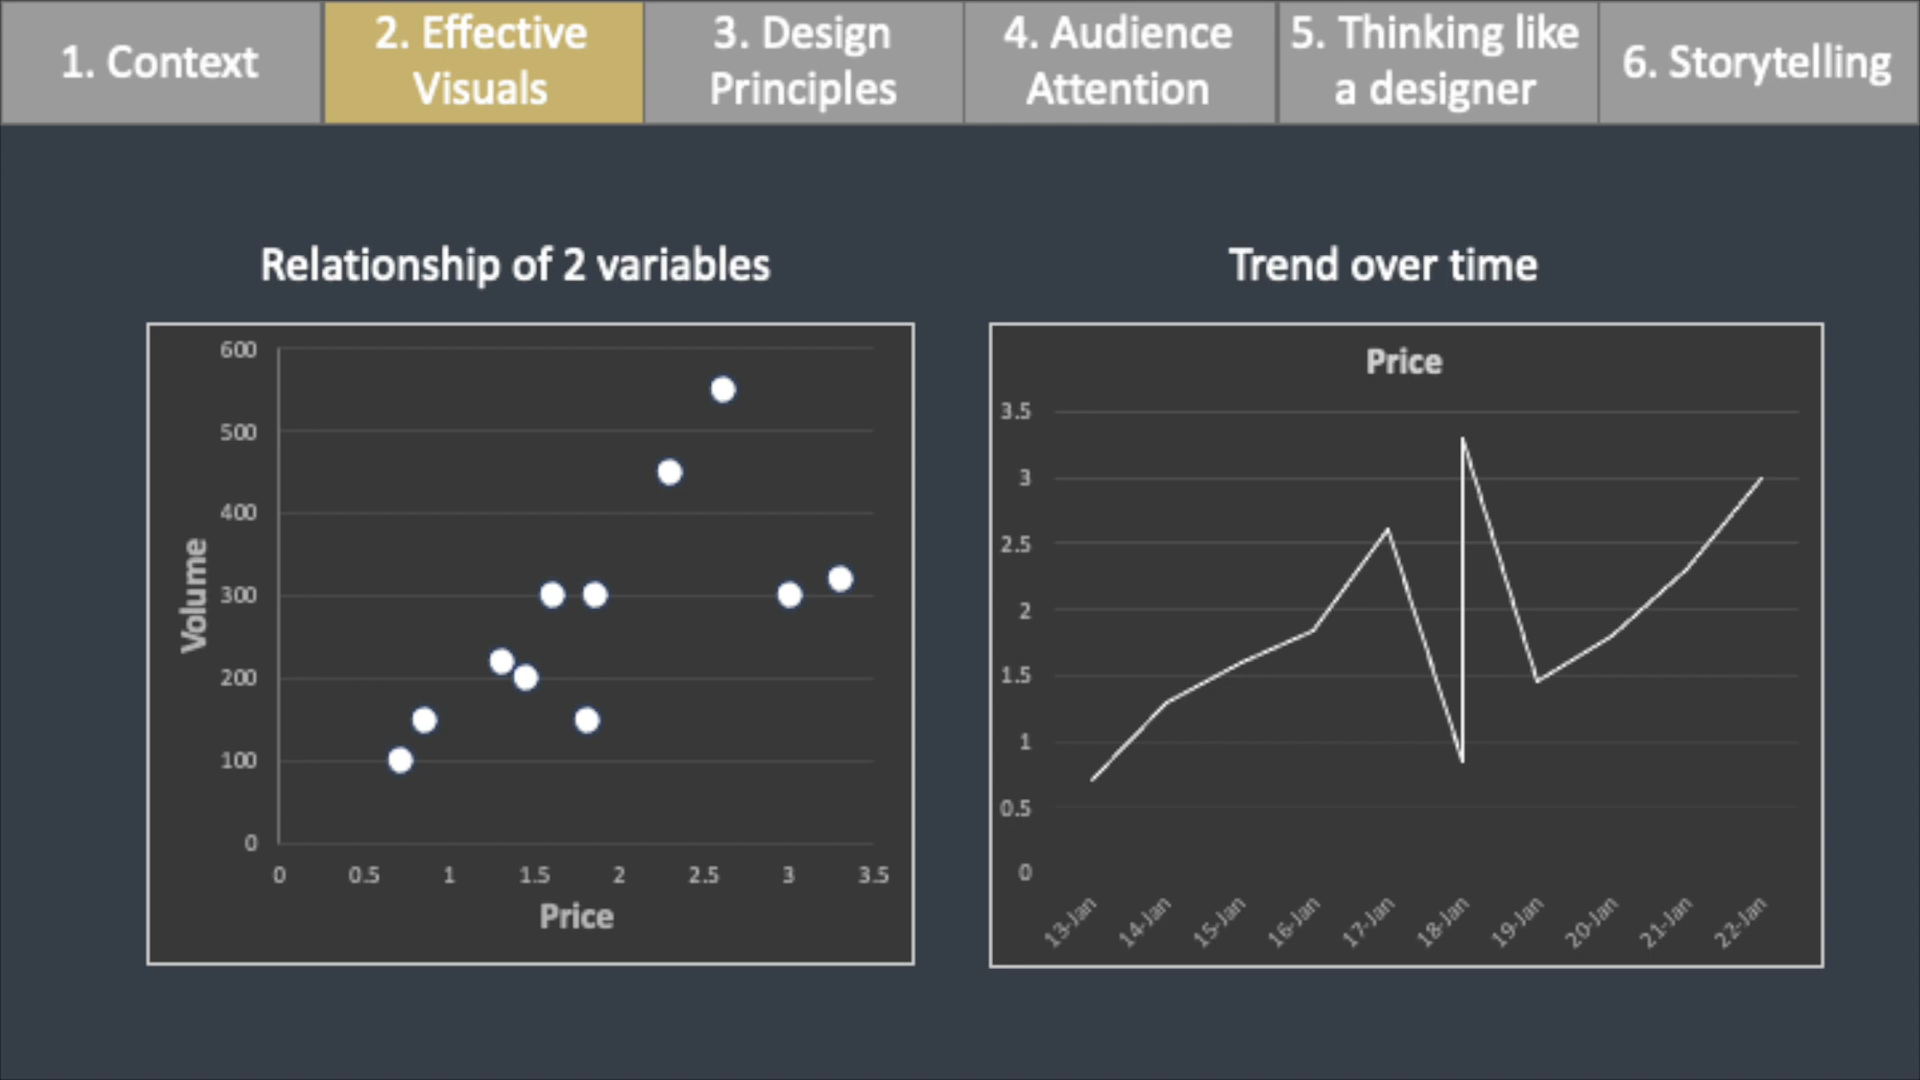 1. Context
2. Effective
Visuals
3. Design
Principles
4. Audience
Attention
5. Thinking like
a designer
6. Storytelling
Relationship of 2 variables
600
500
400
300
200
100
0
Volume
0 0.5 1 1.5 2 2.5 3 3.5
Price
Trend over time
Price
3.5
3
2.5
2
1.5
1
0.5
0
13-Jan 14-Jan 15-Jan 16-Jan 17-Jan 18-Jan 19-Jan 20-Jan 21-Jan 22-Jan